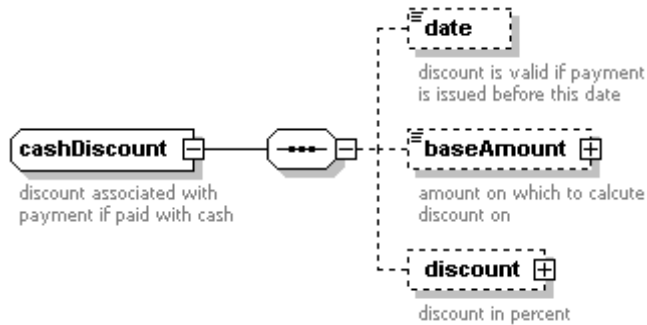 date
discount is valid if payment
is issued before this date
cashDiscount
discount associated with
payment if paid with cash
baseAmount
amount on which to calcute
discount on
discount
discount in percent